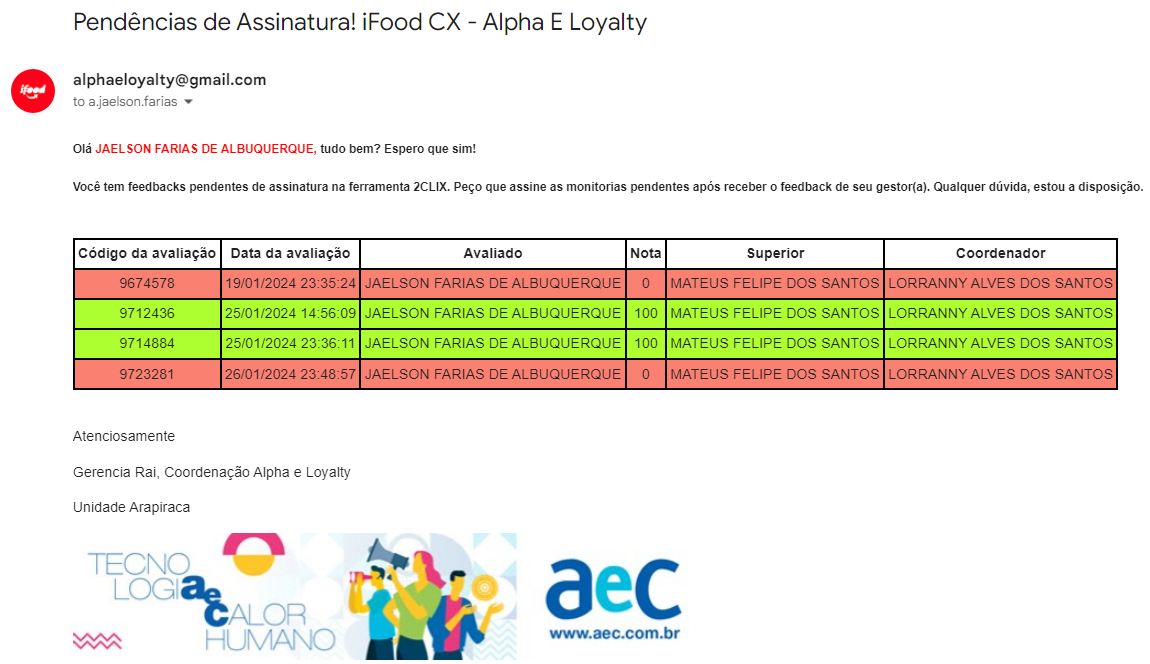 Pendências de Assinatura! iFood CX - Alpha E Loyalty
ifood
alphaeloyalty@gmail.com
to a.jaelson.farias
Olá JAELSON FARIAS DE ALBUQUERQUE, tudo bem? Espero que sim!
Você tem feedbacks pendentes de assinatura na ferramenta 2CLIX. Peço que assine as monitorias pendentes após receber o feedback de seu gestor(a). Qualquer dúvida, estou a disposição.
Código da avaliação Data da avaliação Avaliado Nota Superior Coordenador
9674578 19/01/2024 23:35:24 JAELSON FARIAS DE ALBUQUERQUE 0 MATEUS FELIPE DOS SANTOS LORRANNY ALVES DOS SANTOS
9712436 25/01/2024 14:56:09 JAELSON FARIAS DE ALBUQUERQUE 100 MATEUS FELIPE DOS SANTOS LORRANNY ALVES DOS SANTOS
9714884 25/01/2024 23:36:11 JAELSON FARIAS DE ALBUQUERQUE 100 MATEUS FELIPE DOS SANTOS LORRANNY ALVES DOS SANTOS
9723281 26/01/2024 23:48:57 JAELSON FARIAS DE ALBUQUERQUE 0 MATEUS FELIPE DOS SANTOS LORRANNY ALVES DOS SANTOS
Atenciosamente
Gerencia Rai, Coordenação Alpha e Loyalty
Unidade Arapiraca
TECNO
LOGIAeC
CALOR
HUMANO
aeC
www.aec.com.br